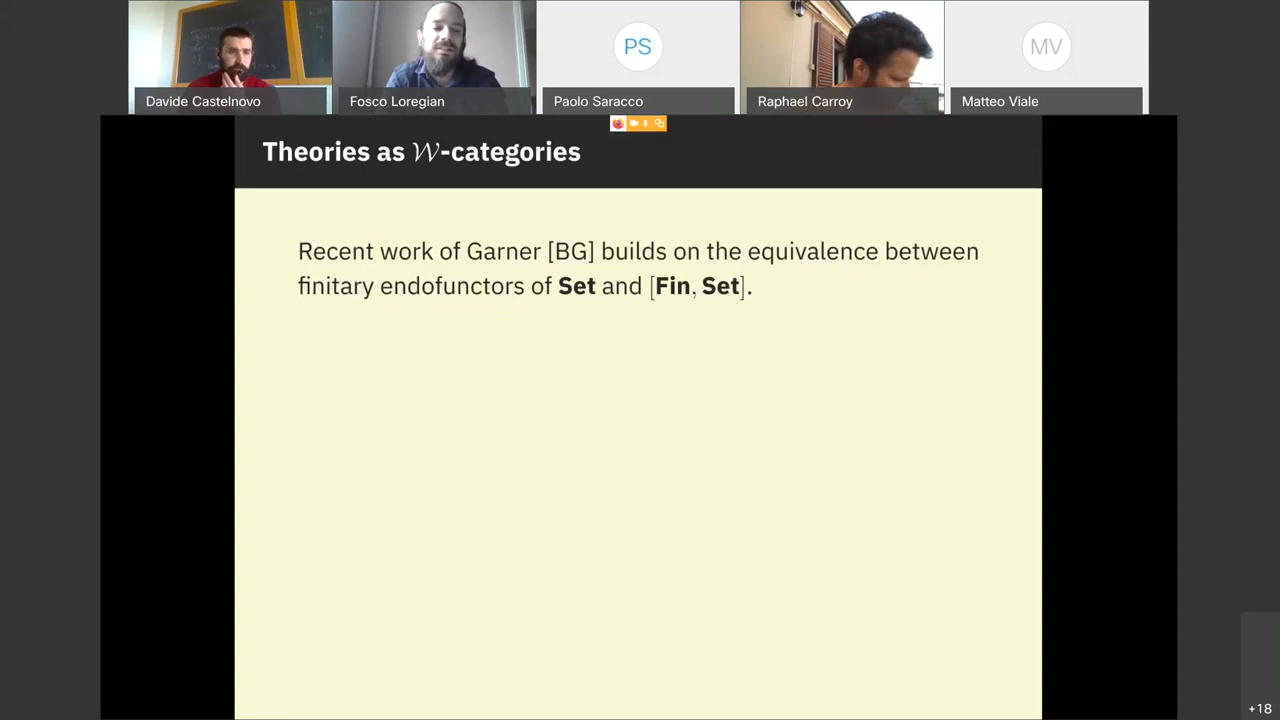 PS
MV
Davide Castelnovo
Fosco Loregian
Paolo Saracco
Raphael Carroy
Matteo Viale
Theories as 𝒲-categories
Recent work of Garner [BG] builds on the equivalence between
finitary endofunctors of Set and [Fin, Set].
+18